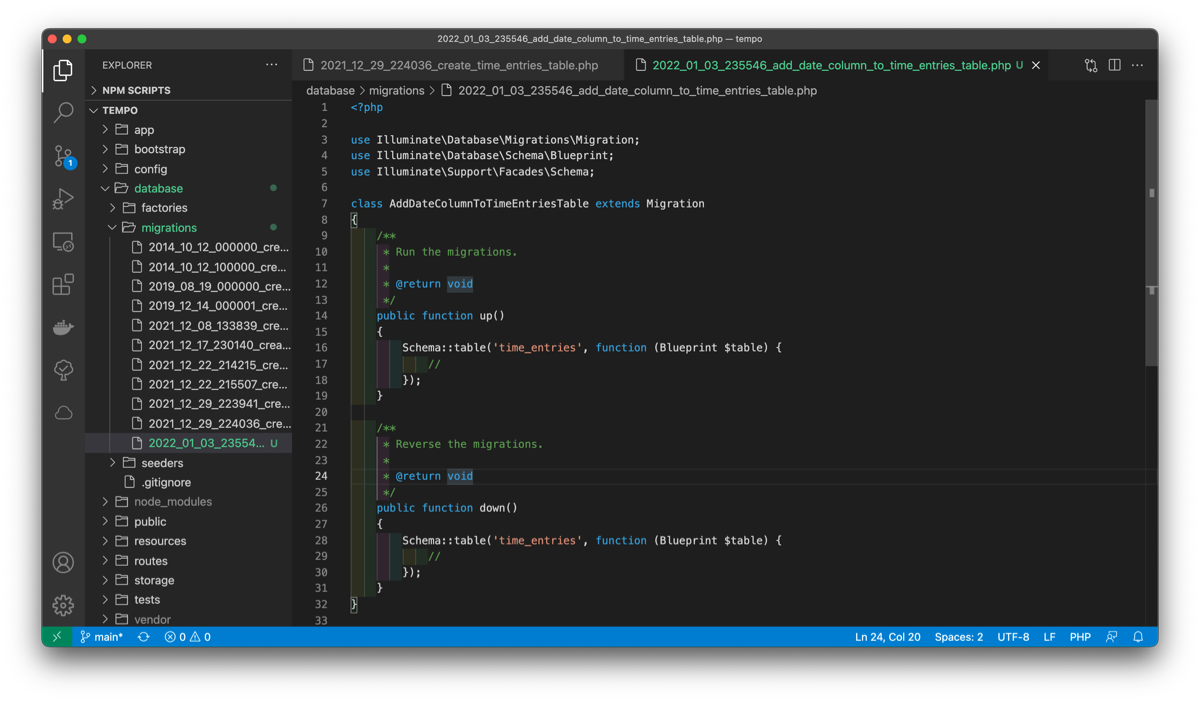 2022_01_03_235546_add_date_column_to_time_entries_table.php — tempo
EXPLORER
NPM SCRIPTS
TEMPO
app
bootstrap
config
database
factories
migrations
2014_10_12_000000_cre...
2014_10_12_100000_cre...
2019_08_19_000000_cre...
2019_12_14_000001_cre...
2021_12_08_133839_cre...
2021_12_17_230140_crea...
2021_12_22_214215_cre...
2021_12_22_215507_cre...
2021_12_29_223941_cre...
2021_12_29_224036_cre...
2022_01_03_23554... U
seeders
.gitignore
node_modules
public
resources
routes
storage
tests
vendor
1
2021_12_29_224036_create_time_entries_table.php
2022_01_03_235546_add_date_column_to_time_entries_table.php U
database > migrations > 2022_01_03_235546_add_date_column_to_time_entries_table.php
1 <?php
2
3 use Illuminate\Database\Migrations\Migration;
4 use Illuminate\Database\Schema\Blueprint;
5 use Illuminate\Support\Facades\Schema;
6
7 class AddDateColumnToTimeEntriesTable extends Migration
8 {
9 /**
10 * Run the migrations.
11 *
12 * @return void
13 */
14 public function up()
15 {
16 Schema::table('time_entries', function (Blueprint $table) {
17 //
18 });
19 }
20
21 /**
22 * Reverse the migrations.
23 *
24 * @return void
25 */
26 public function down()
27 {
28 Schema::table('time_entries', function (Blueprint $table) {
29 //
30 });
31 }
32 }
33
main* 0 0 Ln 24, Col 20 Spaces: 2 UTF-8 LF PHP